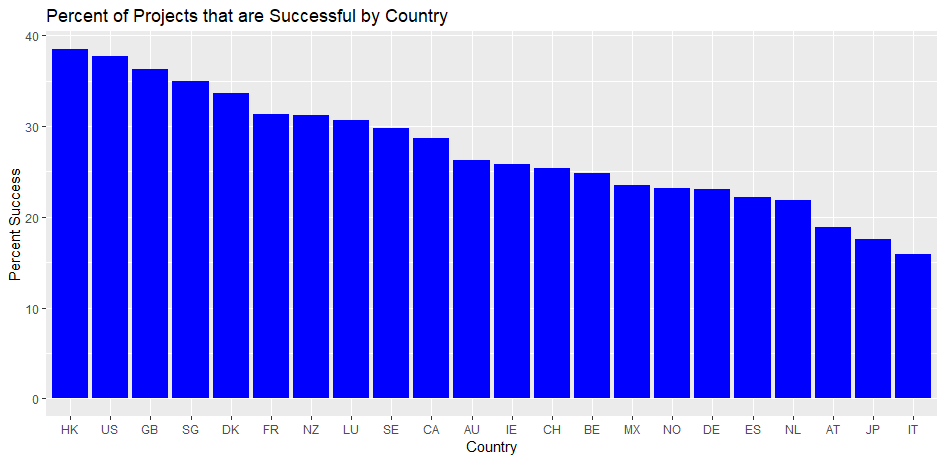 Percent of Projects that are Successful by Country
Percent Success
40
30
20
10
0
HK US GB SG DK FR NZ LU SE CA AU IE CH BE MX NO DE ES NL AT JP IT
Country